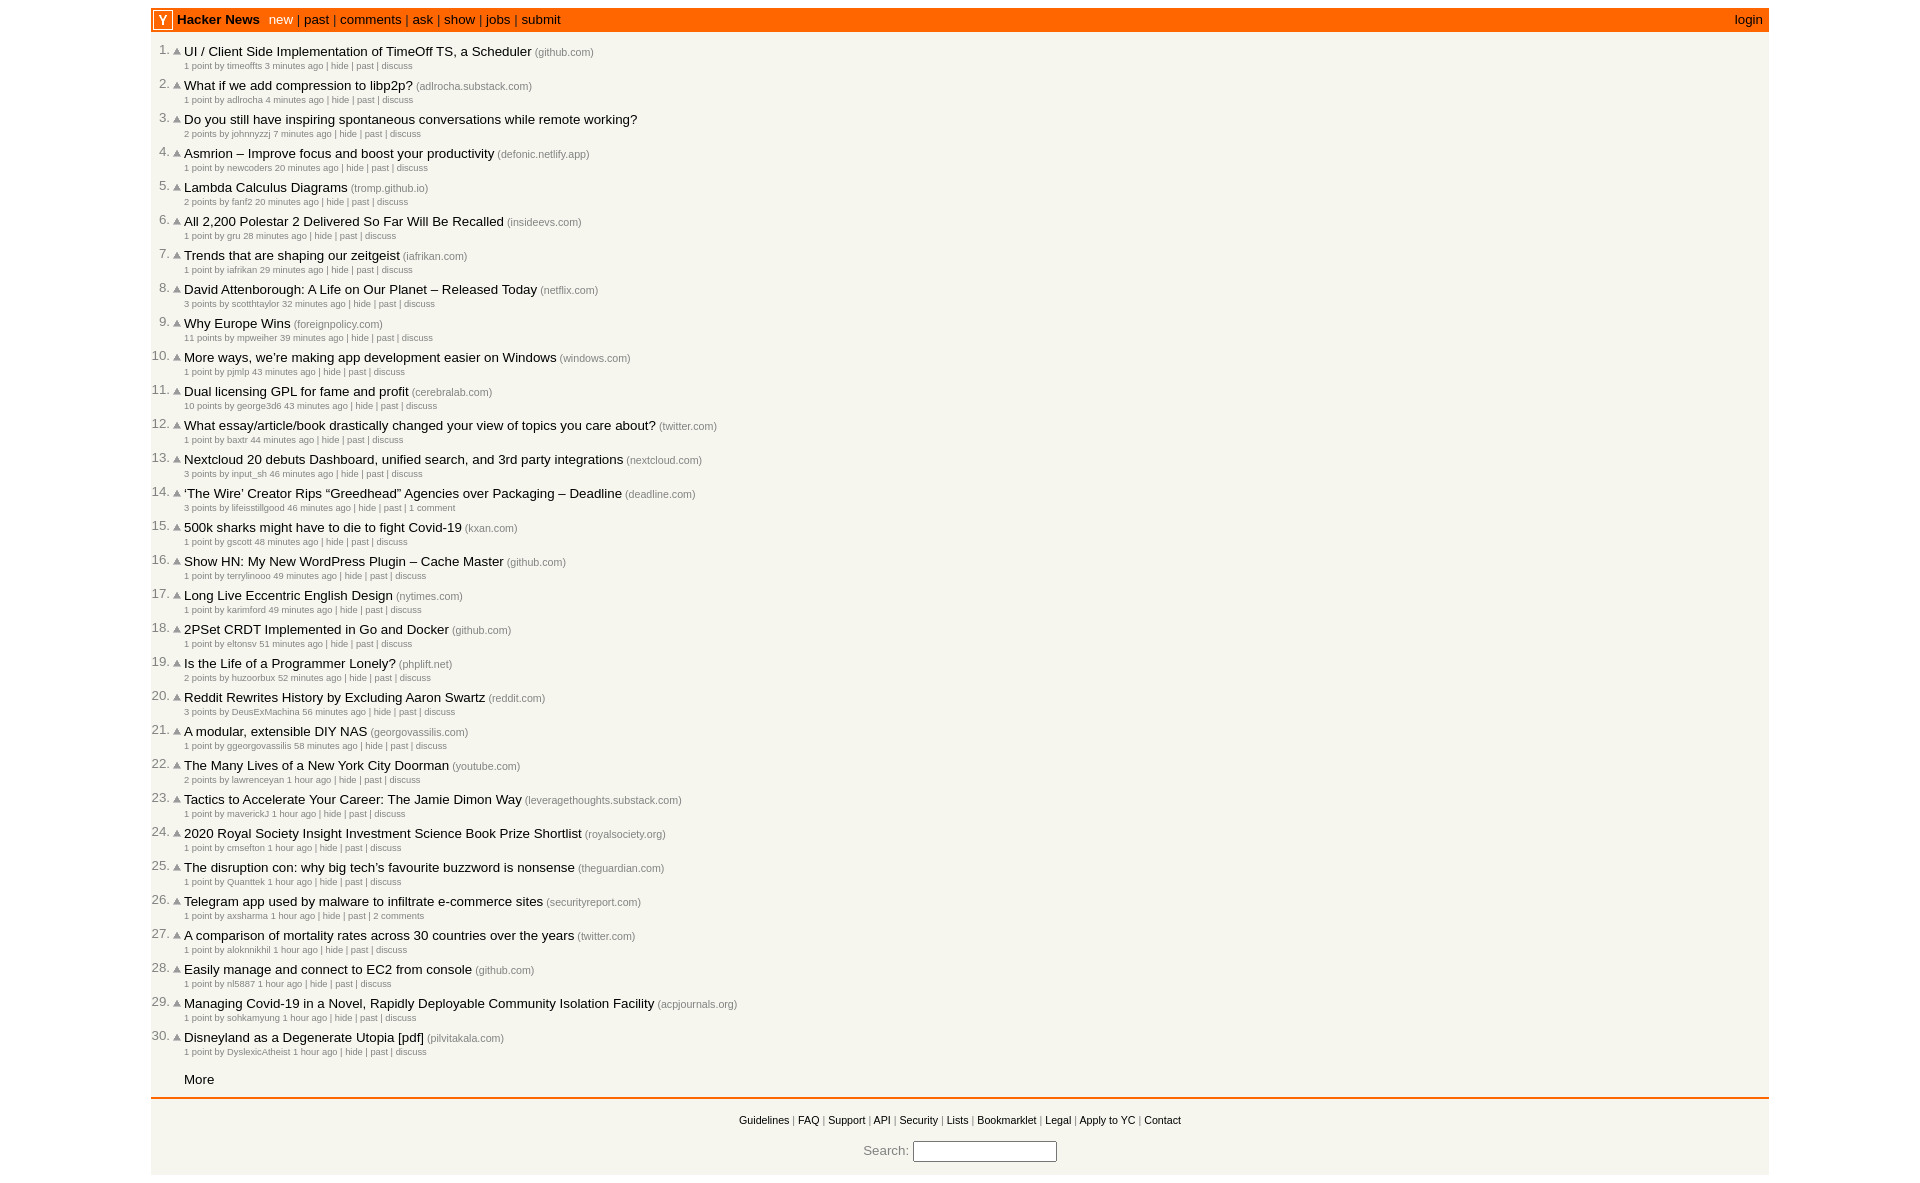 Y Hacker News new | past | comments | ask | show | jobs | submit login
1. UI / Client Side Implementation of TimeOff TS, a Scheduler (github.com)
1 point by timeoffts 3 minutes ago | hide | past | discuss
2. What if we add compression to libp2p? (adlrocha.substack.com)
1 point by adlrocha 4 minutes ago | hide | past | discuss
3. Do you still have inspiring spontaneous conversations while remote working?
2 points by johnnyzzj 7 minutes ago | hide | past | discuss
4. Asmrion – Improve focus and boost your productivity (defonic.netlify.app)
1 point by newcoders 20 minutes ago | hide | past | discuss
5. Lambda Calculus Diagrams (tromp.github.io)
2 points by fanf2 20 minutes ago | hide | past | discuss
6. All 2,200 Polestar 2 Delivered So Far Will Be Recalled (insideevs.com)
1 point by gru 28 minutes ago | hide | past | discuss
7. Trends that are shaping our zeitgeist (iafrikan.com)
1 point by iafrikan 29 minutes ago | hide | past | discuss
8. David Attenborough: A Life on Our Planet – Released Today (netflix.com)
3 points by scotthtaylor 32 minutes ago | hide | past | discuss
9. Why Europe Wins (foreignpolicy.com)
11 points by mpweiher 39 minutes ago | hide | past | discuss
10. More ways, we’re making app development easier on Windows (windows.com)
1 point by pjmlp 43 minutes ago | hide | past | discuss
11. Dual licensing GPL for fame and profit (cerebralab.com)
10 points by george3d6 43 minutes ago | hide | past | discuss
12. What essay/article/book drastically changed your view of topics you care about? (twitter.com)
1 point by baxtr 44 minutes ago | hide | past | discuss
13. Nextcloud 20 debuts Dashboard, unified search, and 3rd party integrations (nextcloud.com)
3 points by input_sh 46 minutes ago | hide | past | discuss
14. ‘The Wire’ Creator Rips “Greedhead” Agencies over Packaging – Deadline (deadline.com)
3 points by lifeisstillgood 46 minutes ago | hide | past | 1 comment
15. 500k sharks might have to die to fight Covid-19 (kxan.com)
1 point by gscott 48 minutes ago | hide | past | discuss
16. Show HN: My New WordPress Plugin – Cache Master (github.com)
1 point by terrylinooo 49 minutes ago | hide | past | discuss
17. Long Live Eccentric English Design (nytimes.com)
1 point by karimford 49 minutes ago | hide | past | discuss
18. 2PSet CRDT Implemented in Go and Docker (github.com)
1 point by eltonsv 51 minutes ago | hide | past | discuss
19. Is the Life of a Programmer Lonely? (phplift.net)
2 points by huzoorbux 52 minutes ago | hide | past | discuss
20. Reddit Rewrites History by Excluding Aaron Swartz (reddit.com)
3 points by DeusExMachina 56 minutes ago | hide | past | discuss
21. A modular, extensible DIY NAS (georgovassilis.com)
1 point by ggeorgovassilis 58 minutes ago | hide | past | discuss
22. The Many Lives of a New York City Doorman (youtube.com)
2 points by lawrenceyan 1 hour ago | hide | past | discuss
23. Tactics to Accelerate Your Career: The Jamie Dimon Way (leveragethoughts.substack.com)
1 point by maverickJ 1 hour ago | hide | past | discuss
24. 2020 Royal Society Insight Investment Science Book Prize Shortlist (royalsociety.org)
1 point by cmsefton 1 hour ago | hide | past | discuss
25. The disruption con: why big tech’s favourite buzzword is nonsense (theguardian.com)
1 point by Quanttek 1 hour ago | hide | past | discuss
26. Telegram app used by malware to infiltrate e-commerce sites (securityreport.com)
1 point by axsharma 1 hour ago | hide | past | 2 comments
27. A comparison of mortality rates across 30 countries over the years (twitter.com)
1 point by aloknnikhil 1 hour ago | hide | past | discuss
28. Easily manage and connect to EC2 from console (github.com)
1 point by nl5887 1 hour ago | hide | past | discuss
29. Managing Covid-19 in a Novel, Rapidly Deployable Community Isolation Facility (acpjournals.org)
1 point by sohkamyung 1 hour ago | hide | past | discuss
30. Disneyland as a Degenerate Utopia [pdf] (pilvitakala.com)
1 point by DyslexicAtheist 1 hour ago | hide | past | discuss
More
Guidelines | FAQ | Support | API | Security | Lists | Bookmarklet | Legal | Apply to YC | Contact
Search: